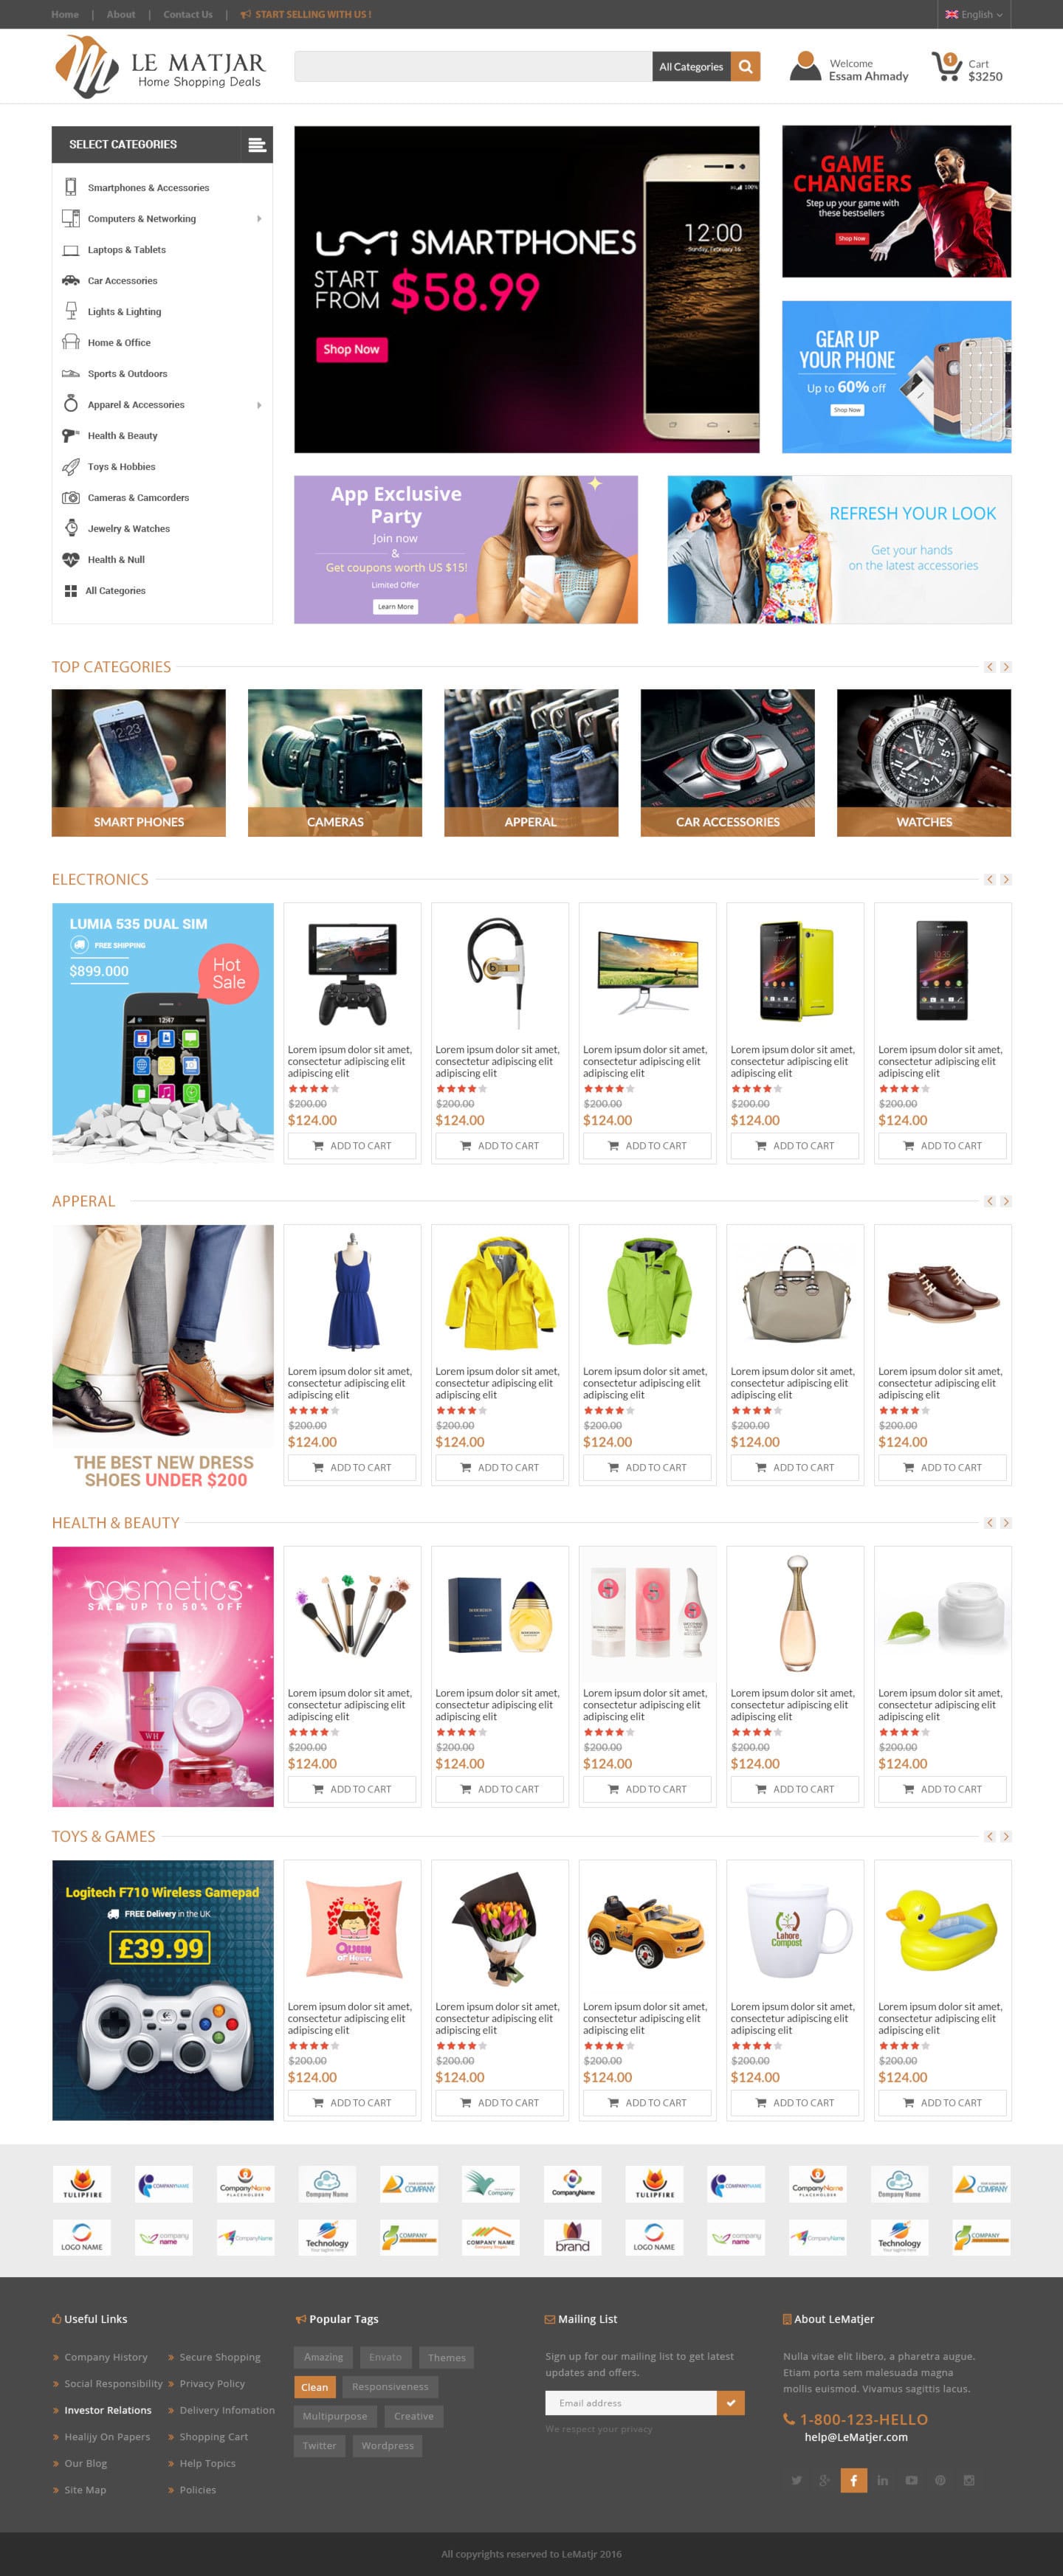 Home | About | Contact Us | START SELLING WITH US !
English
LE MATJAR
Home Shopping Deals
All Categories
Welcome
Essam Ahmady
1
Cart
$3250
SELECT CATEGORIES
Smartphones & Accessories
Computers & Networking
Laptops & Tablets
Car Accessories
Lights & Lighting
Home & Office
Sports & Outdoors
Apparel & Accessories
Health & Beauty
Toys & Hobbies
Cameras & Camcorders
Jewelry & Watches
Health & Null
All Categories
UMi SMARTPHONES
START
FROM $58.99
Shop Now
100%
12:00
Sunday, February 14
GAME
CHANGERS
Step up your game with
these bestsellers
Shop Now
GEAR UP
YOUR PHONE
Up to 60% off
Shop Now
App Exclusive
Party
Join now
&
Get coupons worth US $15!
Limited Offer
Learn More
REFRESH YOUR LOOK
Get your hands
on the latest accessories
TOP CATEGORIES
12:23
SMART PHONES
CAMERAS
APPERAL
CAR ACCESSORIES
WATCHES
ELECTRONICS
LUMIA 535 DUAL SIM
FREE SHIPPING
$899.000
Hot
Sale
12:47
Lorem ipsum dolor sit amet,
consectetur adipiscing elit
adipiscing elit
$200.00
$124.00
ADD TO CART
Lorem ipsum dolor sit amet,
consectetur adipiscing elit
adipiscing elit
$200.00
$124.00
ADD TO CART
acer
Lorem ipsum dolor sit amet,
consectetur adipiscing elit
adipiscing elit
$200.00
$124.00
ADD TO CART
Lorem ipsum dolor sit amet,
consectetur adipiscing elit
adipiscing elit
$200.00
$124.00
ADD TO CART
10:35
Lorem ipsum dolor sit amet,
consectetur adipiscing elit
adipiscing elit
$200.00
$124.00
ADD TO CART
APPERAL
THE BEST NEW DRESS
SHOES UNDER $200
Lorem ipsum dolor sit amet,
consectetur adipiscing elit
adipiscing elit
$200.00
$124.00
ADD TO CART
Lorem ipsum dolor sit amet,
consectetur adipiscing elit
adipiscing elit
$200.00
$124.00
ADD TO CART
Lorem ipsum dolor sit amet,
consectetur adipiscing elit
adipiscing elit
$200.00
$124.00
ADD TO CART
Lorem ipsum dolor sit amet,
consectetur adipiscing elit
adipiscing elit
$200.00
$124.00
ADD TO CART
Lorem ipsum dolor sit amet,
consectetur adipiscing elit
adipiscing elit
$200.00
$124.00
ADD TO CART
HEALTH & BEAUTY
cosmetics
SALE UP TO 50% OFF
WH
Lorem ipsum dolor sit amet,
consectetur adipiscing elit
adipiscing elit
$200.00
$124.00
ADD TO CART
BOUCHERON
Lorem ipsum dolor sit amet,
consectetur adipiscing elit
adipiscing elit
$200.00
$124.00
ADD TO CART
Lorem ipsum dolor sit amet,
consectetur adipiscing elit
adipiscing elit
$200.00
$124.00
ADD TO CART
Lorem ipsum dolor sit amet,
consectetur adipiscing elit
adipiscing elit
$200.00
$124.00
ADD TO CART
Lorem ipsum dolor sit amet,
consectetur adipiscing elit
adipiscing elit
$200.00
$124.00
ADD TO CART
TOYS & GAMES
Logitech F710 Wireless Gamepad
FREE Delivery in the UK
£39.99
QUEEN
OF Hearts
Lorem ipsum dolor sit amet,
consectetur adipiscing elit
adipiscing elit
$200.00
$124.00
ADD TO CART
Lorem ipsum dolor sit amet,
consectetur adipiscing elit
adipiscing elit
$200.00
$124.00
ADD TO CART
Lorem ipsum dolor sit amet,
consectetur adipiscing elit
adipiscing elit
$200.00
$124.00
ADD TO CART
Lahore
Compost
Lorem ipsum dolor sit amet,
consectetur adipiscing elit
adipiscing elit
$200.00
$124.00
ADD TO CART
Lorem ipsum dolor sit amet,
consectetur adipiscing elit
adipiscing elit
$200.00
$124.00
ADD TO CART
TULIPFIRE
COMPANYNAME
CompanyName
PLACEHOLDER
Company Name
COMPANY
Company
CompanyName
TULIPFIRE
COMPANYNAME
CompanyName
PLACEHOLDER
Company Name
COMPANY
LOGO NAME
company
name
CompanyName
Technology
COMPANY
COMPANY NAME
brand
LOGO NAME
company
name
CompanyName
Technology
COMPANY
Useful Links
Company History
Social Responsibility
Investor Relations
Healijy On Papers
Our Blog
Site Map
Secure Shopping
Privacy Policy
Delivery Infomation
Shopping Cart
Help Topics
Policies
Popular Tags
Amazing Envato Themes
Clean Responsiveness
Multipurpose Creative
Twitter Wordpress
Mailing List
Sign up for our mailing list to get latest
updates and offers.
Email address
We respect your privacy
About LeMatjer
Nulla vitae elit libero, a pharetra augue.
Etiam porta sem malesuada magna
mollis euismod. Vivamus sagittis lacus.
1-800-123-HELLO
help@LeMatjer.com
All copyrights reserved to LeMatjr 2016